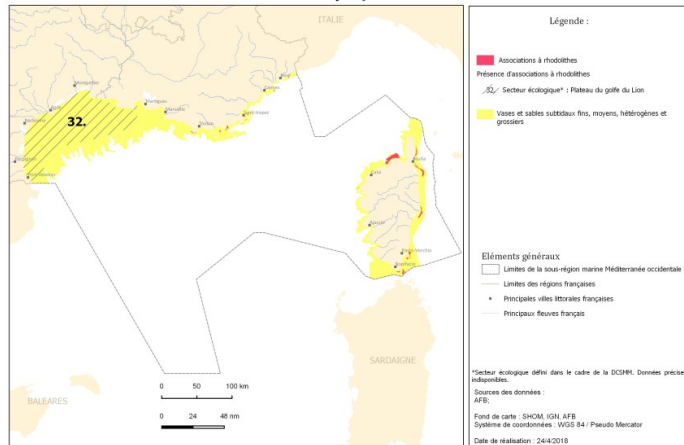 ITALIE
Montpellier
Martigues
Marseille
Toulon
Cannes
Nice
32.
Narbonne
Perpignan
Bastia
Calvi
Ajaccio
Porto-Vecchio
Bonifacio
SARDAIGNE
BALEARES
0 50 100 km
0 24 48 nm
Légende :
Associations à rhodolithes
Présence d'associations à rhodolithes
32. Secteur écologique* : Plateau du golfe du Lion
Vases et sables subtidaux fins, moyens, hétérogènes et
grossiers
Eléments généraux
Limites de la sous-région marine Méditerranée occidentale
Limites des régions françaises
Principales villes littorales françaises
Principaux fleuves français
*Secteur écologique défini dans le cadre de la DCSMM. Données précise
indisponibles.
Sources des données :
AFB;
Fond de carte : SHOM, IGN, AFB
Système de coordonnées : WGS 84 / Pseudo Mercator
Date de réalisation : 24/4/2018